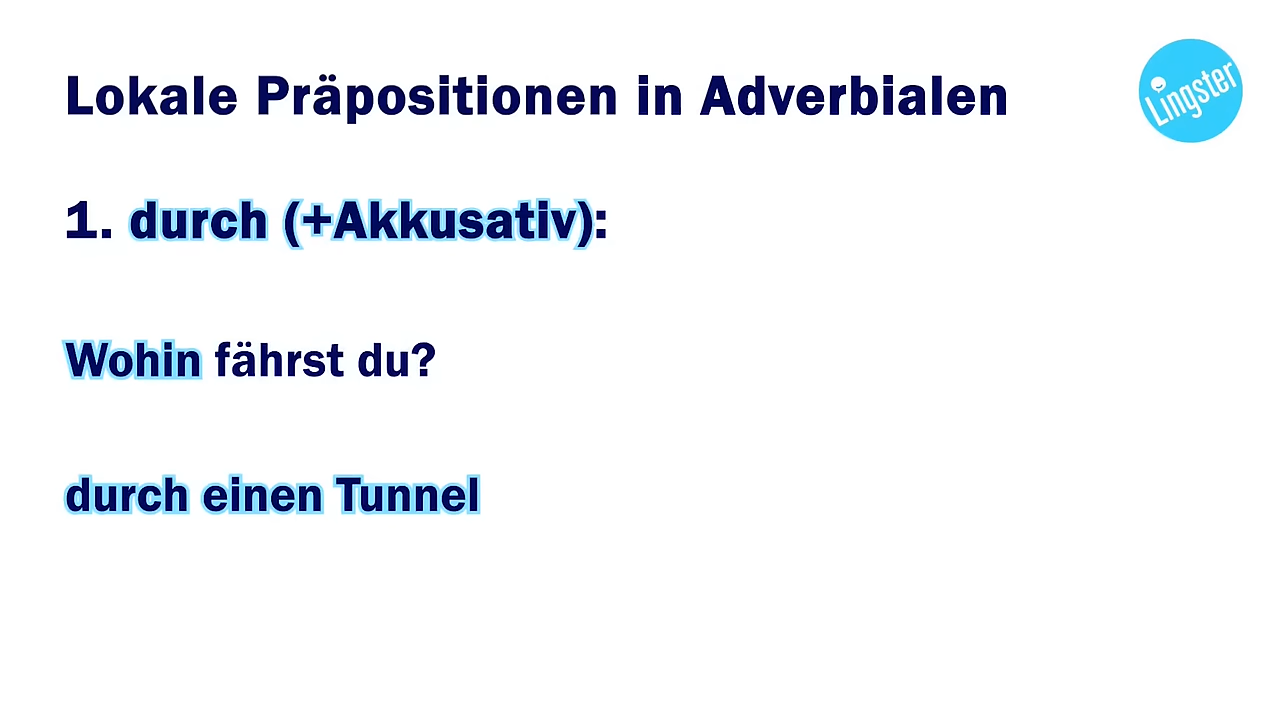 Lokale Präpositionen in Adverbialen
Lingster
1. durch (+Akkusativ):
Wohin fährst du?
durch einen Tunnel